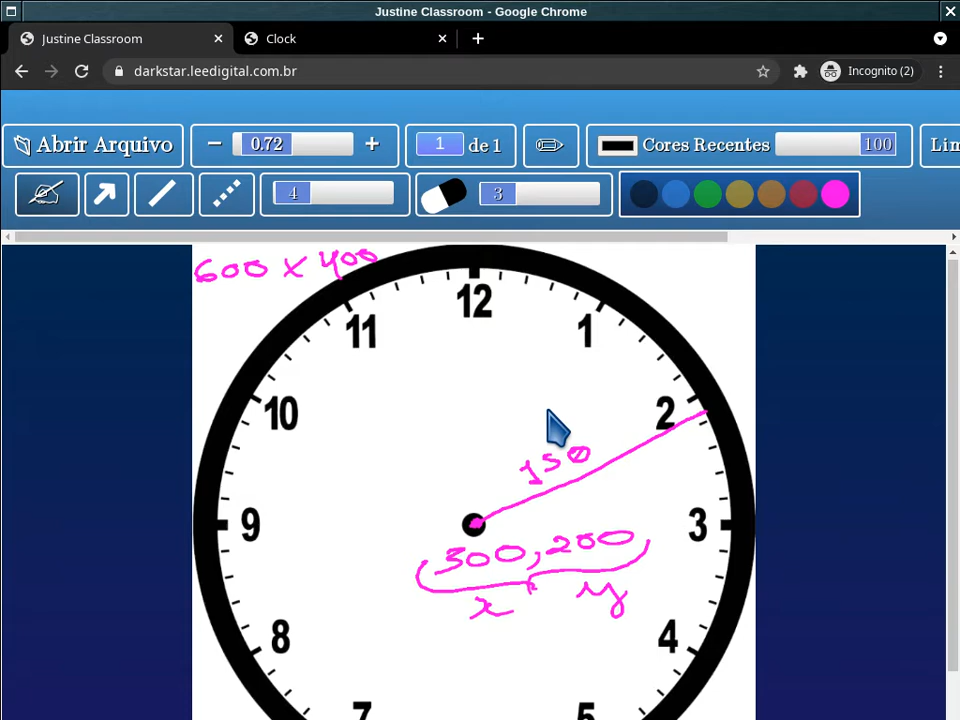 Justine Classroom - Google Chrome
Justine Classroom
Clock
darkstar.leedigital.com.br
Incognito (2)
Abrir Arquivo
− 0.72 +
1 de 1
Cores Recentes
100
Lim
4
3
600 x 400
12
11
1
10
2
150
9
3
(300,200)
x
y
8
4
7
5